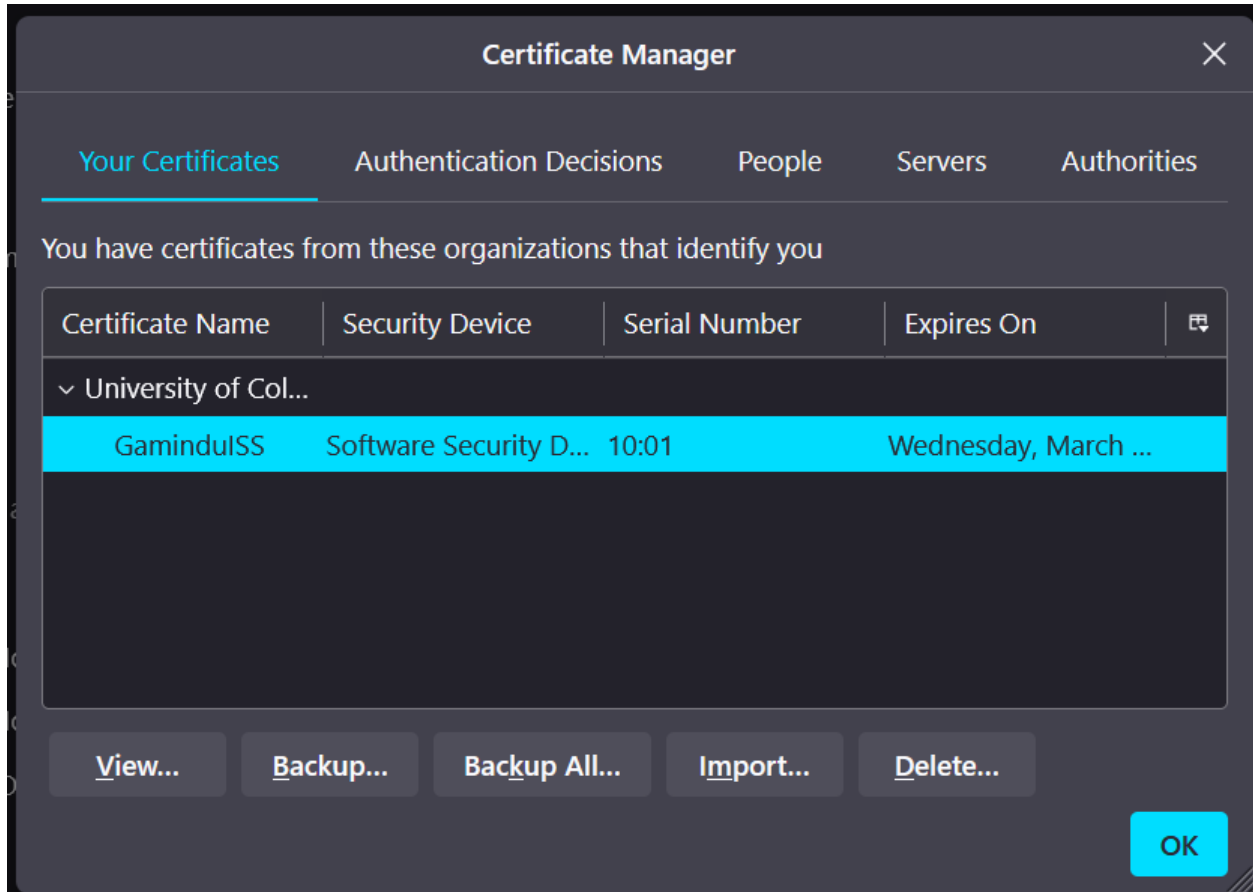 Certificate Manager
Your Certificates Authentication Decisions People Servers Authorities
You have certificates from these organizations that identify you
Certificate Name Security Device Serial Number Expires On
University of Col...
GaminduISS Software Security D... 10:01 Wednesday, March ...
View... Backup... Backup All... Import... Delete...
OK